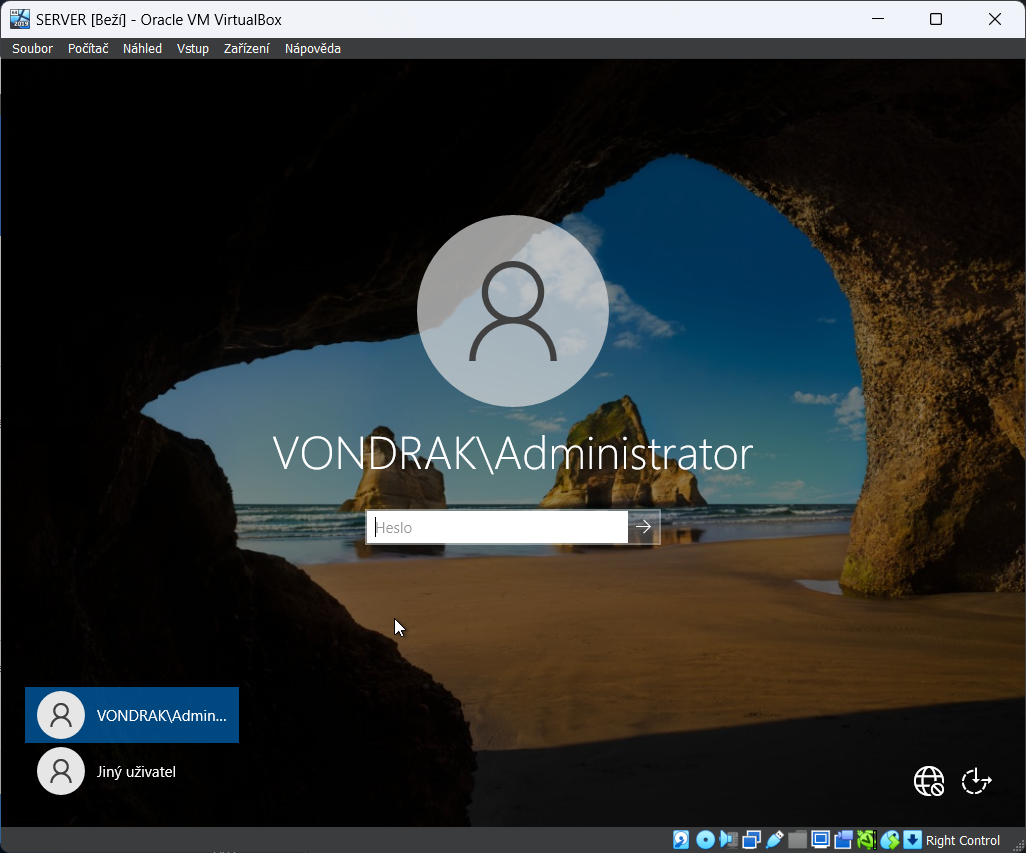 SERVER [Beží] - Oracle VM VirtualBox
Soubor Počítač Náhled Vstup Zařízení Nápověda
VONDRAK\Administrator
Heslo
VONDRAK\Admin...
Jiný uživatel
Right Control